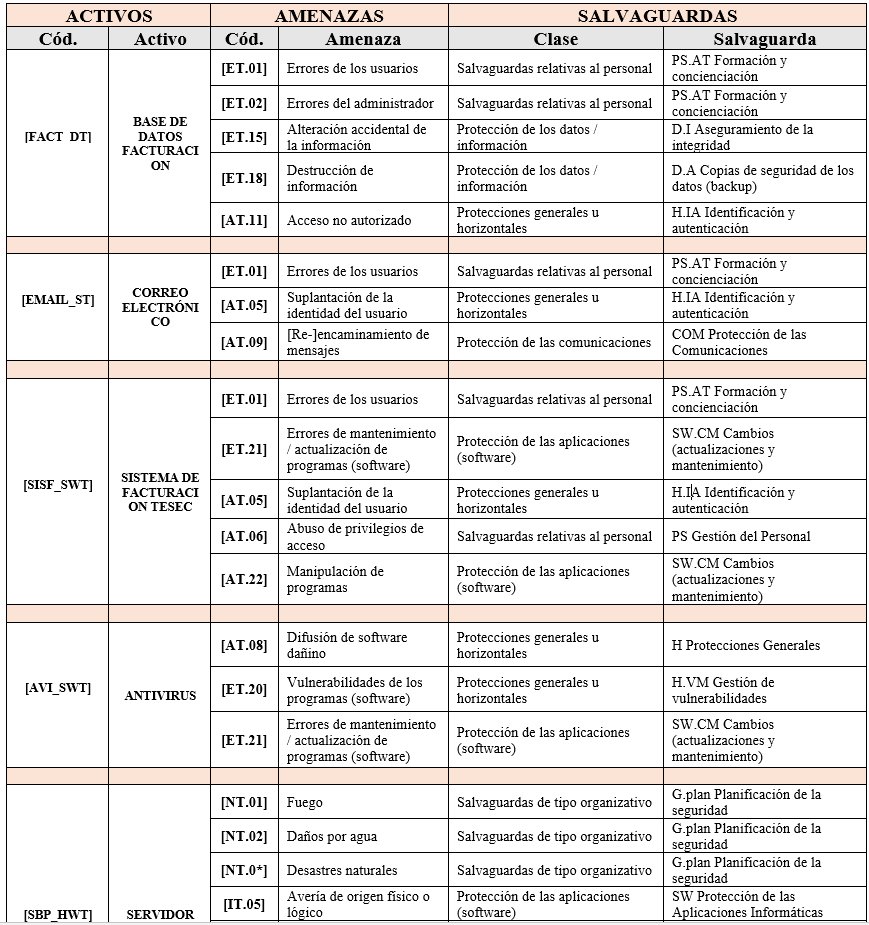 ACTIVOS AMENAZAS SALVAGUARDAS
Cód. Activo Cód. Amenaza Clase Salvaguarda
[FACT_DT]
BASE DE
DATOS
FACTURACI
ON
[ET.01] Errores de los usuarios Salvaguardas relativas al personal PS.AT Formación y
concienciación
[ET.02] Errores del administrador Salvaguardas relativas al personal PS.AT Formación y
concienciación
[ET.15] Alteración accidental de Protección de los datos / D.I Aseguramiento de la
la información información integridad
[ET.18] Destrucción de Protección de los datos / D.A Copias de seguridad de los
información información datos (backup)
[AT.11] Acceso no autorizado Protecciones generales u H.IA Identificación y
horizontales autenticación
[EMAIL_ST]
CORREO
ELECTRÓNI
CO
[ET.01] Errores de los usuarios Salvaguardas relativas al personal PS.AT Formación y
concienciación
[AT.05] Suplantación de la Protecciones generales u H.IA Identificación y
identidad del usuario horizontales autenticación
[AT.09] [Re-]encaminamiento de Protección de las comunicaciones COM Protección de las
mensajes Comunicaciones
[SISF_SWT]
SISTEMA DE
FACTURACI
ON TESEC
[ET.01] Errores de los usuarios Salvaguardas relativas al personal PS.AT Formación y
concienciación
[ET.21] Errores de mantenimiento Protección de las aplicaciones SW.CM Cambios
/ actualización de (software) (actualizaciones y
programas (software) mantenimiento)
[AT.05] Suplantación de la Protecciones generales u H.IA Identificación y
identidad del usuario horizontales autenticación
[AT.06] Abuso de privilegios de Salvaguardas relativas al personal PS Gestión del Personal
acceso
[AT.22] Manipulación de Protección de las aplicaciones SW.CM Cambios
programas (software) (actualizaciones y
mantenimiento)
[AVI_SWT]
ANTIVIRUS
[AT.08] Difusión de software Protecciones generales u H Protecciones Generales
dañino horizontales
[ET.20] Vulnerabilidades de los Protecciones generales u H.VM Gestión de
programas (software) horizontales vulnerabilidades
[ET.21] Errores de mantenimiento Protección de las aplicaciones SW.CM Cambios
/ actualización de (software) (actualizaciones y
programas (software) mantenimiento)
[NT.01] Fuego Salvaguardas de tipo organizativo G.plan Planificación de la
seguridad
[NT.02] Daños por agua Salvaguardas de tipo organizativo G.plan Planificación de la
seguridad
[NT.0*] Desastres naturales Salvaguardas de tipo organizativo G.plan Planificación de la
seguridad
[IT.05] Avería de origen físico o Protección de las aplicaciones SW Protección de las
lógico (software) Aplicaciones Informáticas
[SBP_HWT] SERVIDOR